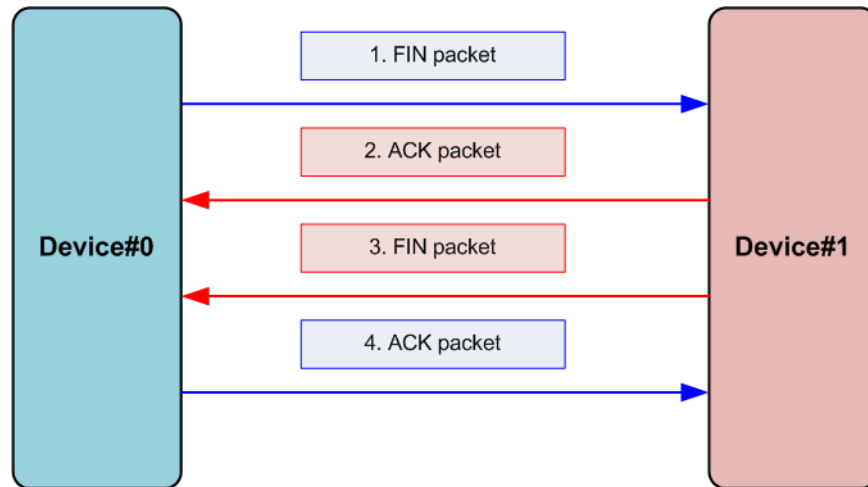 1. FIN packet
2. ACK packet
Device#0
Device#1
3. FIN packet
4. ACK packet